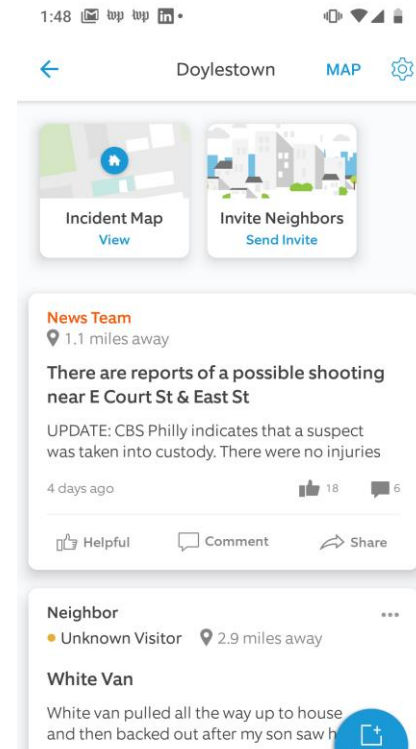 1:48
Doylestown MAP
Incident Map
View
Invite Neighbors
Send Invite
News Team
1.1 miles away
There are reports of a possible shooting
near E Court St & East St
UPDATE: CBS Philly indicates that a suspect
was taken into custody. There were no injuries
4 days ago 18 6
Helpful Comment Share
Neighbor
Unknown Visitor 2.9 miles away
White Van
White van pulled all the way up to house
and then backed out after my son saw